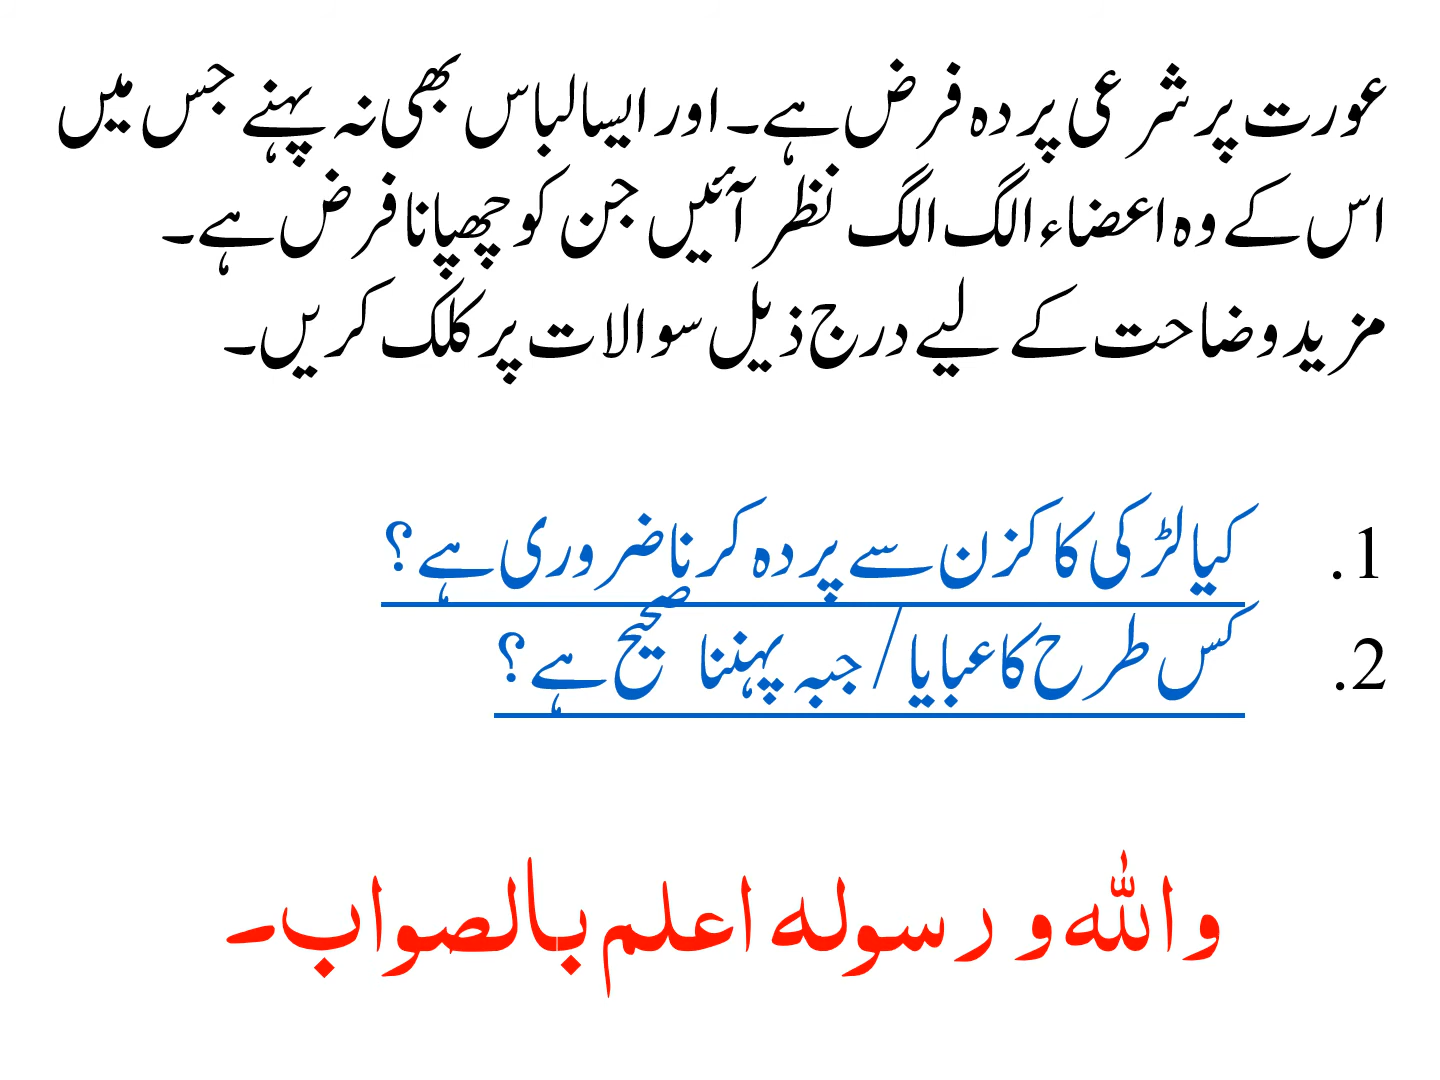 عورت پر شرعی پردہ فرض ہے۔ اور ایسا لباس بھی نہ پہنے جس میں
اس کے وہ اعضاء الگ الگ نظر آئیں جن کو چھپانا فرض ہے۔
مزید وضاحت کے لیے درج ذیل سوالات پر کلک کریں۔
1. کیا لڑکی کا کزن سے پردہ کرنا ضروری ہے؟
2. کس طرح کا عبایا/جبہ پہننا صحیح ہے؟
واللہ و رسولہ اعلم بالصواب۔